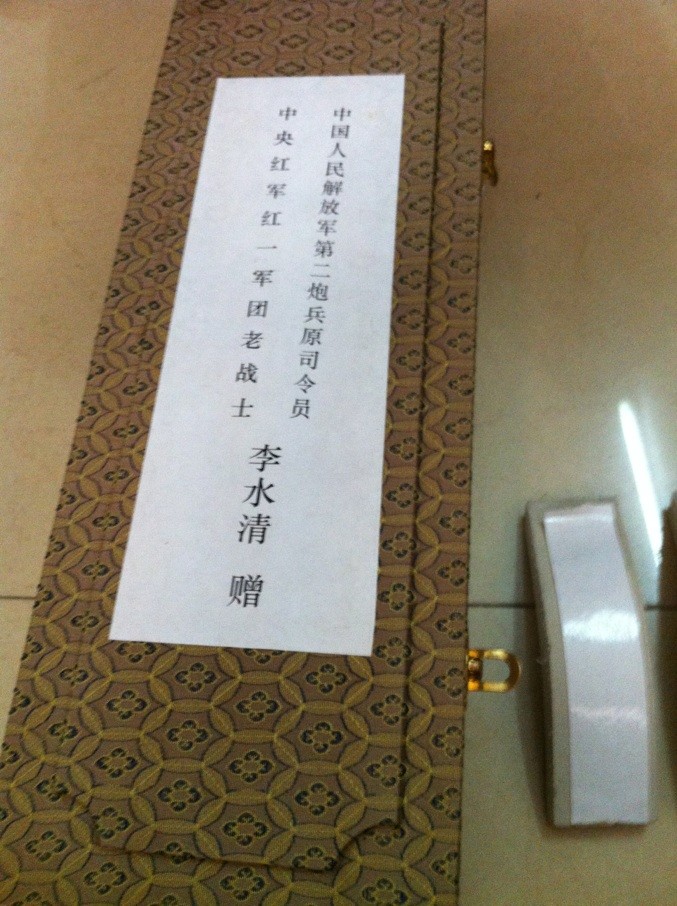 中国人民解放军第二炮兵原司令员
中央红军红一军团老战士
李水清 赠